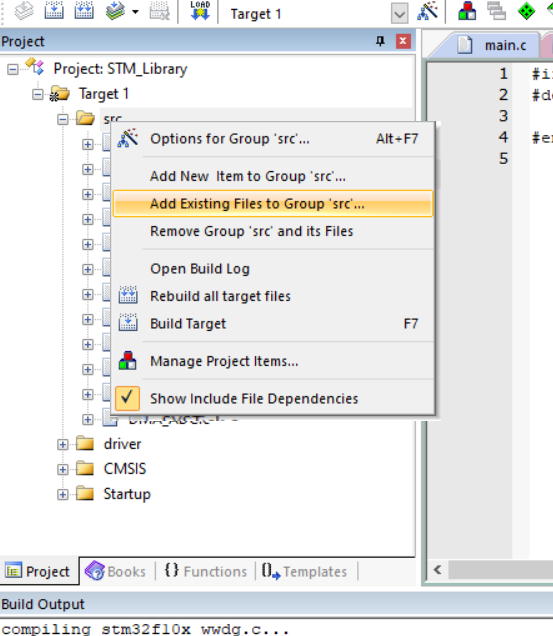 LOAD
Target 1
Project
main.c
Project: STM_Library
Target 1
src
1
2
3
4
5
Options for Group 'src'... Alt+F7
Add New Item to Group 'src'...
Add Existing Files to Group 'src'...
Remove Group 'src' and its Files
Open Build Log
Rebuild all target files
Build Target F7
Manage Project Items...
Show Include File Dependencies
driver
CMSIS
Startup
Project Books {} Functions 0 Templates
Build Output
compiling stm32f10x_wwdg.c...